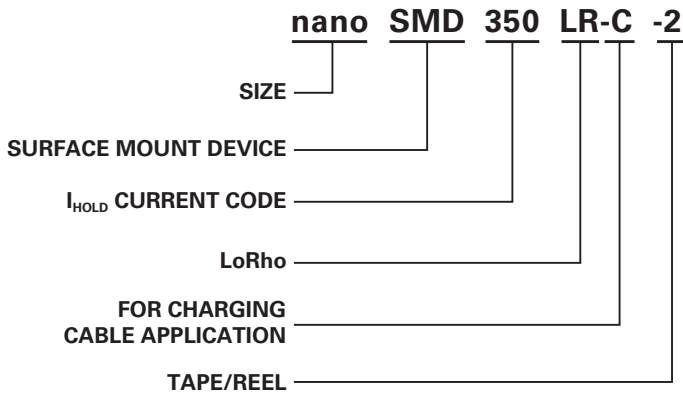 nano SMD 350 LR-C -2
SIZE
SURFACE MOUNT DEVICE
IHOLD CURRENT CODE
LoRho
FOR CHARGING
CABLE APPLICATION
TAPE/REEL